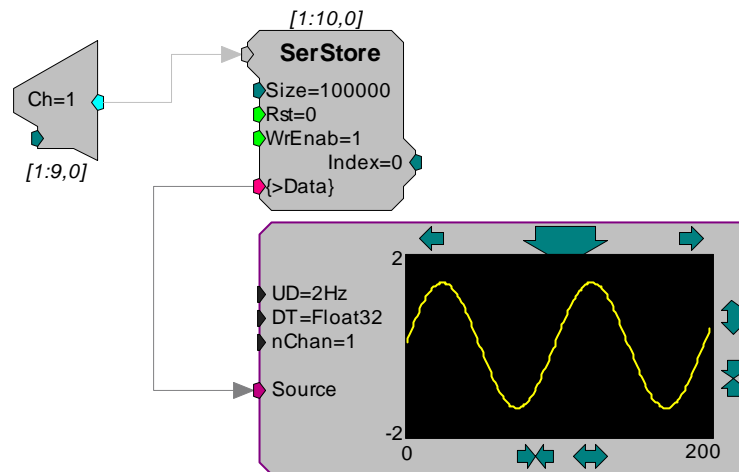 [1:10,0]
SerStore
Ch=1
Size=100000
Rst=0
WrEnab=1
Index=0
[1:9,0]
{>Data}
2
UD=2Hz
DT=Float32
nChan=1
Source
-2
0
200